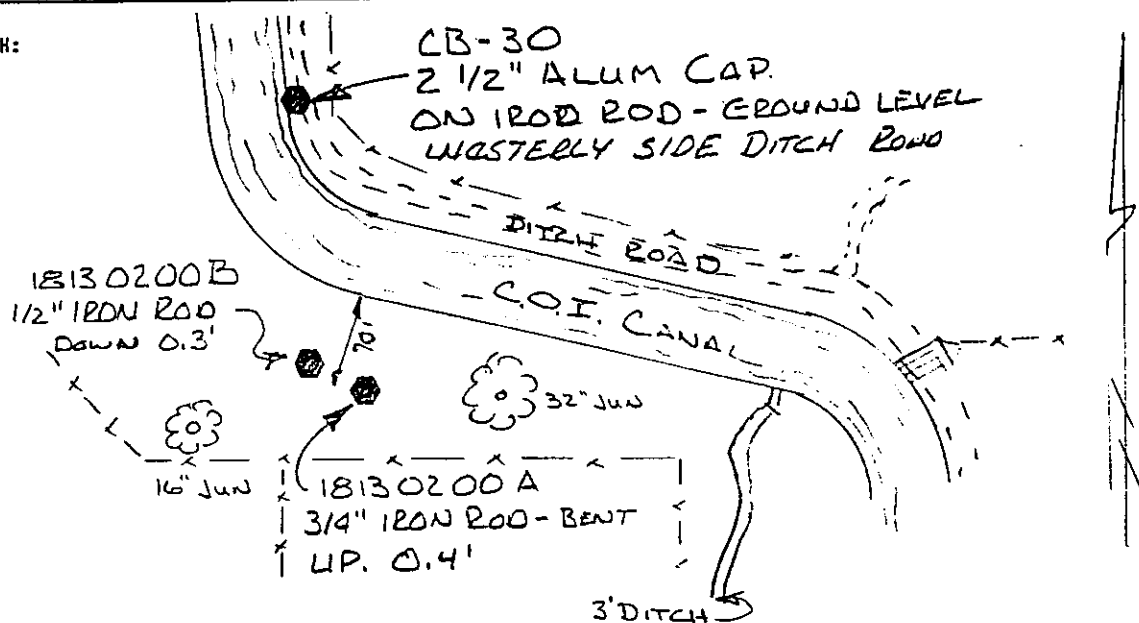 CB-30
2 1/2" ALUM CAP.
ON IROD ROD - GROUND LEVEL
WESTERLY SIDE DITCH ROAD
DITCH ROAD
C.O.I. CANAL
18130200B
1/2" IRON ROD
DOWN 0.3'
70'
32" JUN
16" JUN
18130200A
3/4" IRON ROD - BENT
UP. 0.4'
3' DITCH